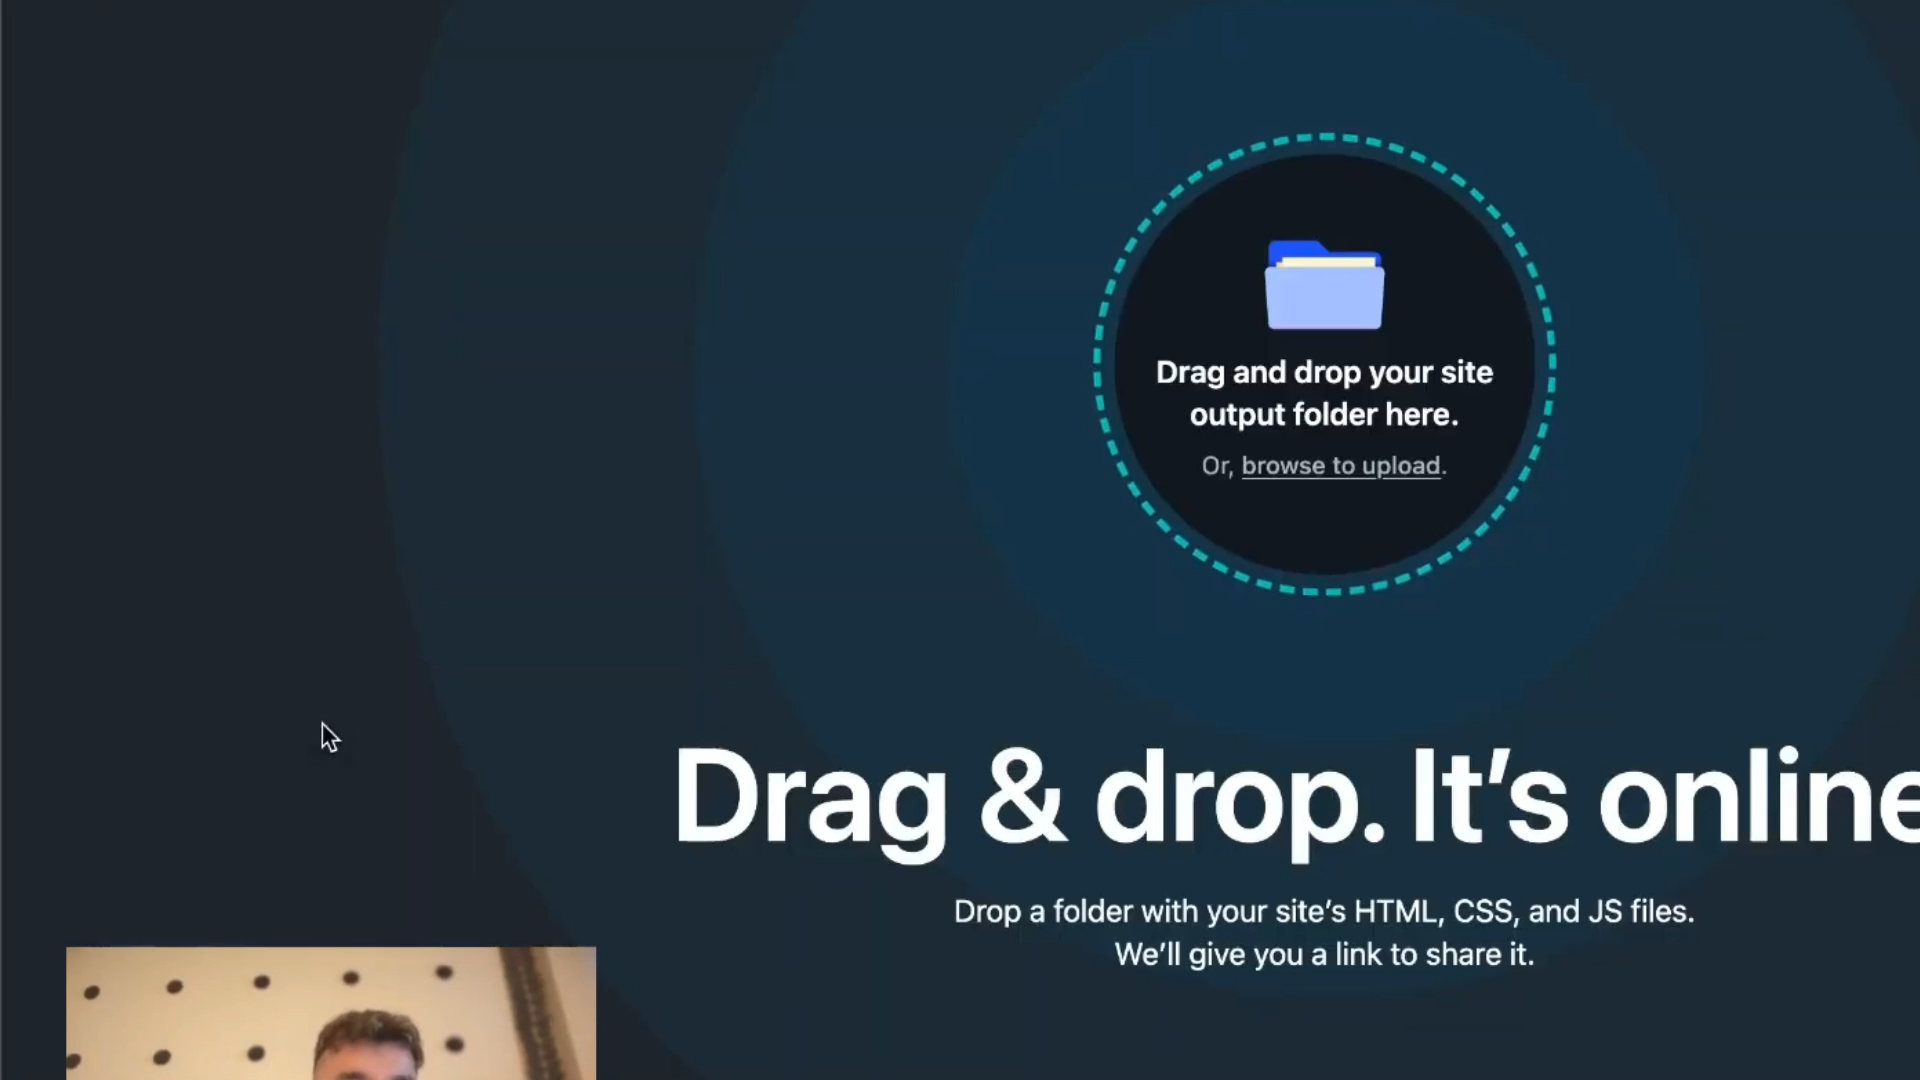 Drag and drop your site
output folder here.
Or, browse to upload.
Drag & drop. It’s online
Drop a folder with your site’s HTML, CSS, and JS files.
We’ll give you a link to share it.